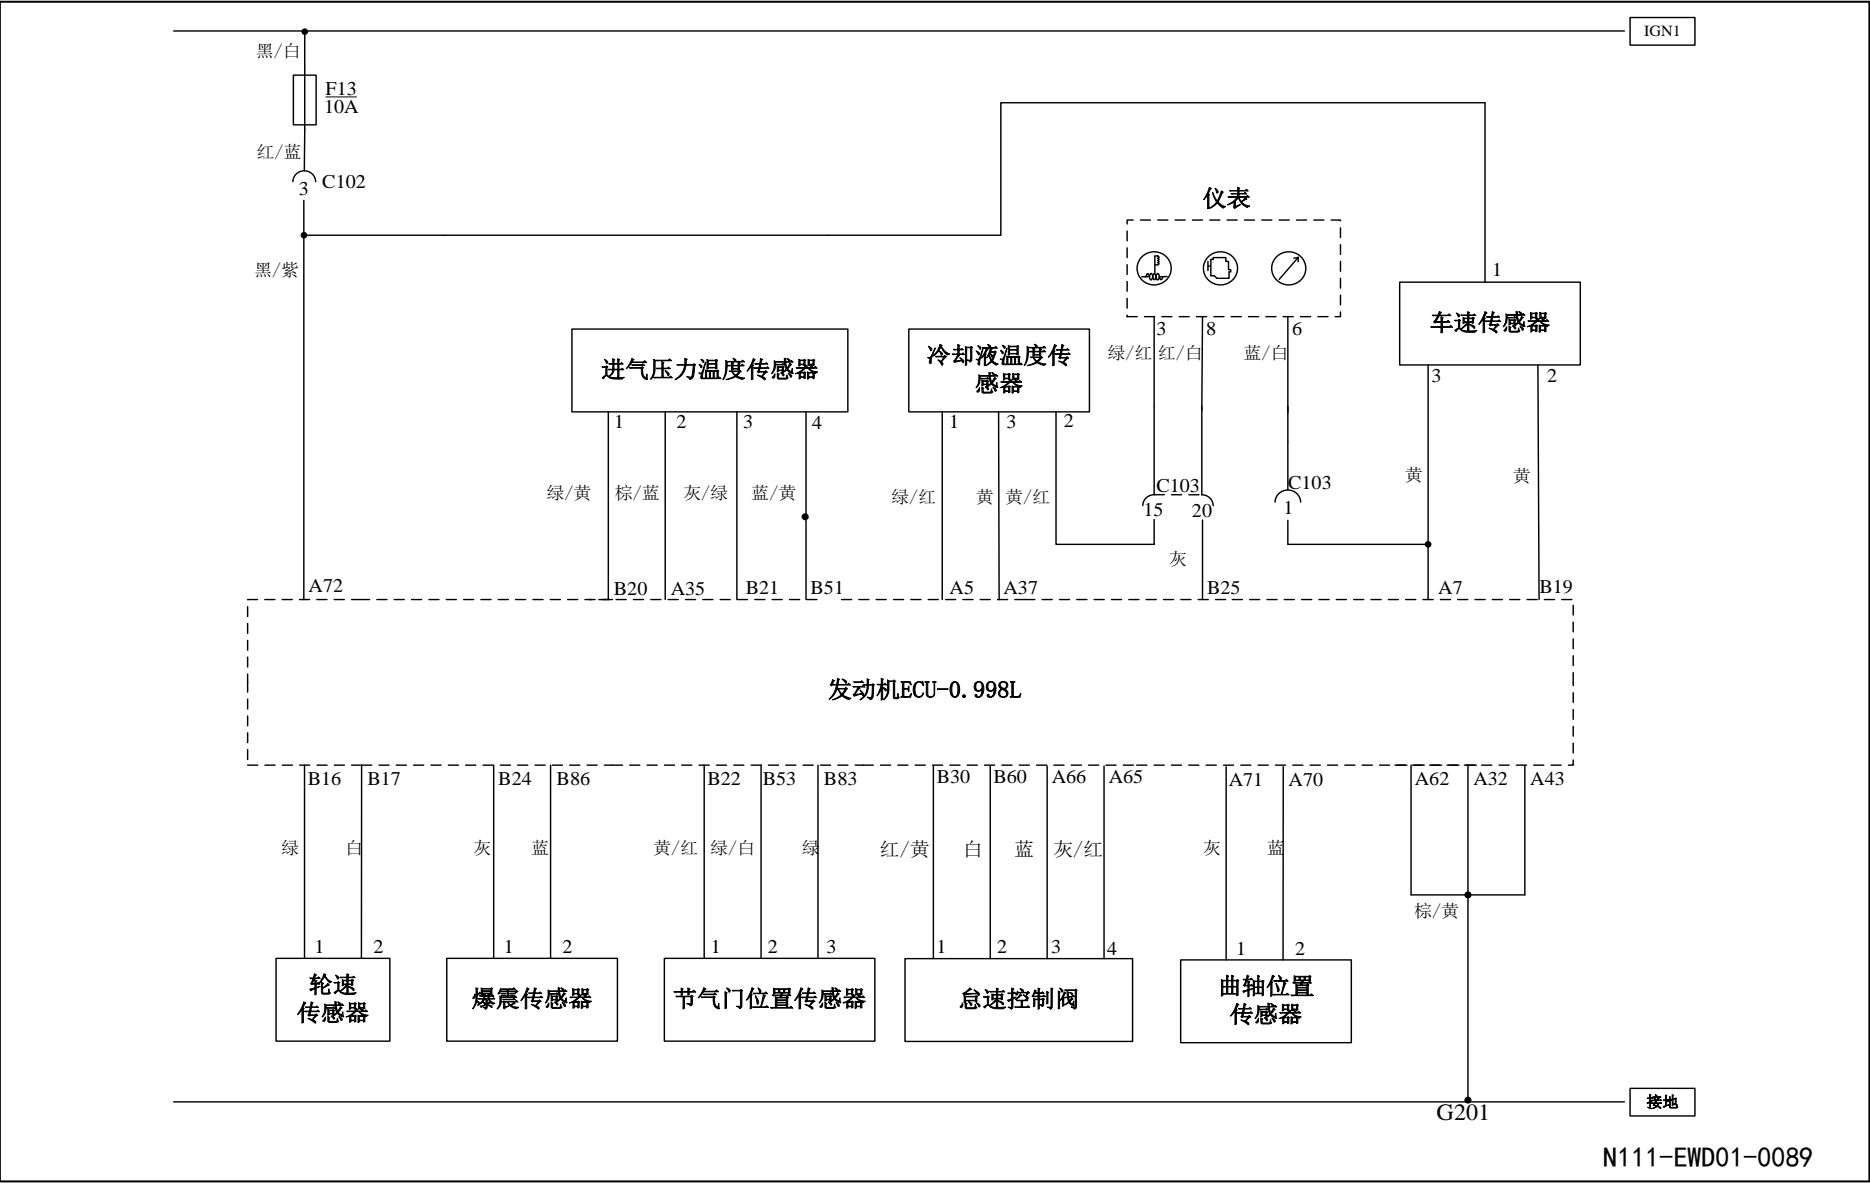 IGN1
黑/白
F13
10A
红/蓝
3 C102
黑/紫
仪表
1
车速传感器
3 8 6
绿/红 红/白 蓝/白
3 2
进气压力温度传感器
冷却液温度传
感器
1 2 3 4
1 3 2
绿/黄 棕/蓝 灰/绿 蓝/黄
绿/红 黄 黄/红
C103
15 20
C103
1
黄 黄
灰
A72 B20 A35 B21 B51 A5 A37 B25 A7 B19
发动机ECU-0.998L
B16 B17 B24 B86 B22 B53 B83 B30 B60 A66 A65 A71 A70 A62 A32 A43
绿 白 灰 蓝 黄/红 绿/白 绿 红/黄 白 蓝 灰/红 灰 蓝
棕/黄
1 2 1 2 1 2 3 1 2 3 4 1 2
轮速
传感器
爆震传感器
节气门位置传感器
怠速控制阀
曲轴位置
传感器
接地
G201
N111-EWD01-0089